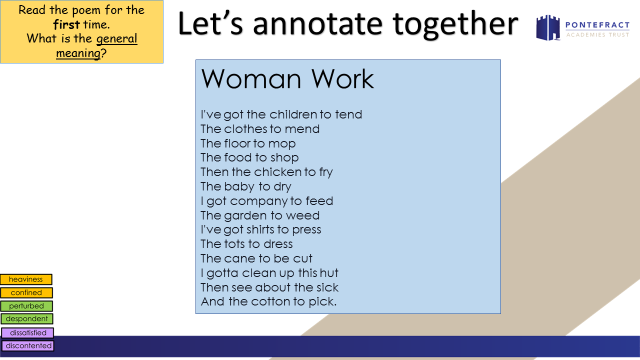 Read the poem for the
first time.
What is the general
meaning?
Let's annotate together
PONTEFRACT
ACADEMIES TRUST
Woman Work
I've got the children to tend
The clothes to mend
The floor to mop
The food to shop
Then the chicken to fry
The baby to dry
I got company to feed
The garden to weed
I've got shirts to press
The tots to dress
The cane to be cut
I gotta clean up this hut
Then see about the sick
And the cotton to pick.
heaviness
confined
perturbed
despondent
dissatisfied
discontented